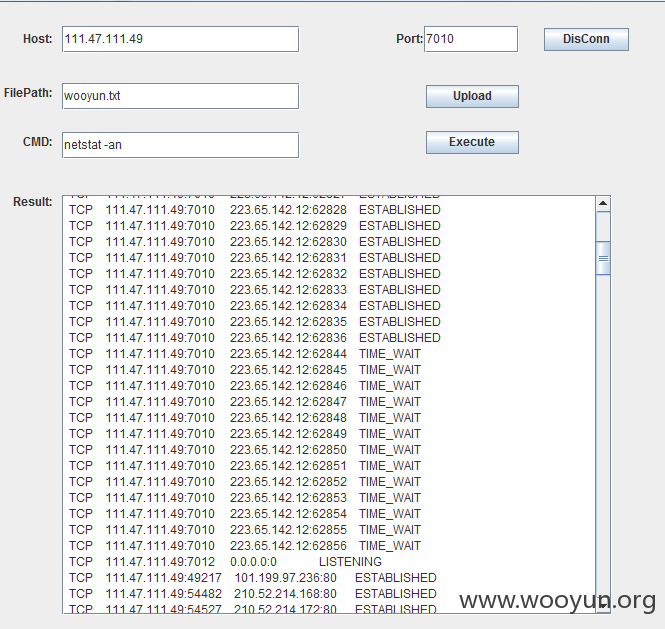 Host: 111.47.111.49 Port: 7010 DisConn
FilePath: wooyun.txt Upload
CMD: netstat -an Execute
Result:
TCP 111.47.111.49:7010 223.65.142.12:62828 ESTABLISHED
TCP 111.47.111.49:7010 223.65.142.12:62829 ESTABLISHED
TCP 111.47.111.49:7010 223.65.142.12:62830 ESTABLISHED
TCP 111.47.111.49:7010 223.65.142.12:62831 ESTABLISHED
TCP 111.47.111.49:7010 223.65.142.12:62832 ESTABLISHED
TCP 111.47.111.49:7010 223.65.142.12:62833 ESTABLISHED
TCP 111.47.111.49:7010 223.65.142.12:62834 ESTABLISHED
TCP 111.47.111.49:7010 223.65.142.12:62835 ESTABLISHED
TCP 111.47.111.49:7010 223.65.142.12:62836 ESTABLISHED
TCP 111.47.111.49:7010 223.65.142.12:62844 TIME_WAIT
TCP 111.47.111.49:7010 223.65.142.12:62845 TIME_WAIT
TCP 111.47.111.49:7010 223.65.142.12:62846 TIME_WAIT
TCP 111.47.111.49:7010 223.65.142.12:62847 TIME_WAIT
TCP 111.47.111.49:7010 223.65.142.12:62848 TIME_WAIT
TCP 111.47.111.49:7010 223.65.142.12:62849 TIME_WAIT
TCP 111.47.111.49:7010 223.65.142.12:62850 TIME_WAIT
TCP 111.47.111.49:7010 223.65.142.12:62851 TIME_WAIT
TCP 111.47.111.49:7010 223.65.142.12:62852 TIME_WAIT
TCP 111.47.111.49:7010 223.65.142.12:62853 TIME_WAIT
TCP 111.47.111.49:7010 223.65.142.12:62854 TIME_WAIT
TCP 111.47.111.49:7010 223.65.142.12:62855 TIME_WAIT
TCP 111.47.111.49:7010 223.65.142.12:62856 TIME_WAIT
TCP 111.47.111.49:7012 0.0.0.0:0 LISTENING
TCP 111.47.111.49:49217 101.199.97.236:80 ESTABLISHED
TCP 111.47.111.49:54482 210.52.214.168:80 ESTABLISHED
TCP 111.47.111.49:54527 210.52.214.172:80 ESTABLISHED
www.wooyun.org